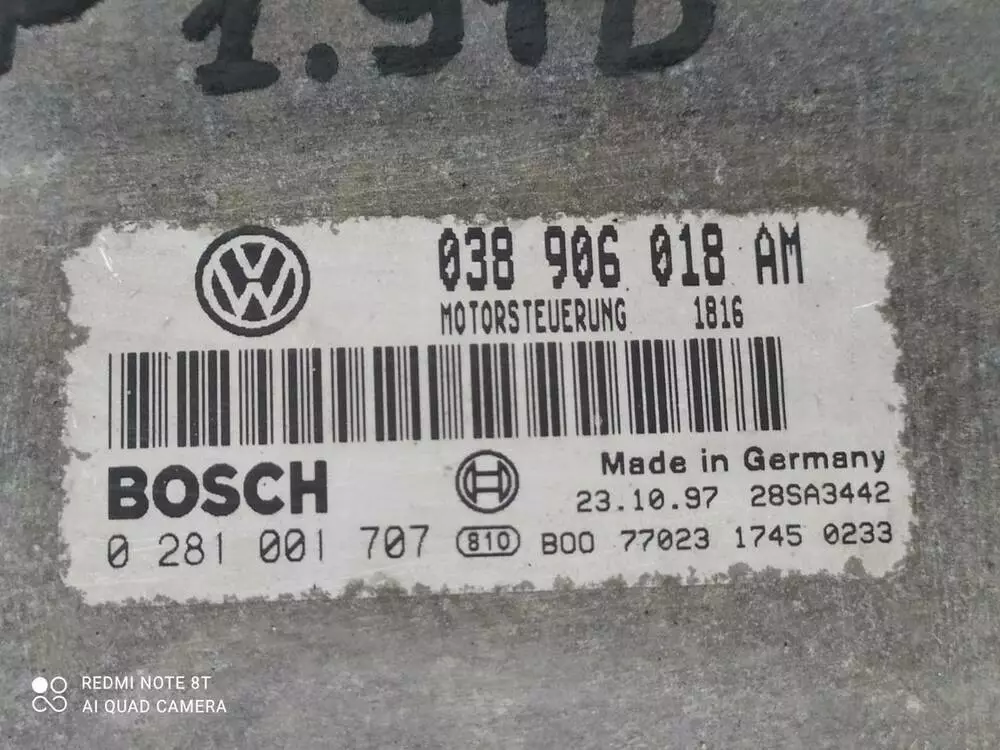 1.9TD
038 906 018 AM
MOTORSTEUERUNG 1816
BOSCH
Made in Germany
23.10.97 28SA3442
0 281 001 707 810 B00 77023 1745 0233
REDMI NOTE 8T
AI QUAD CAMERA